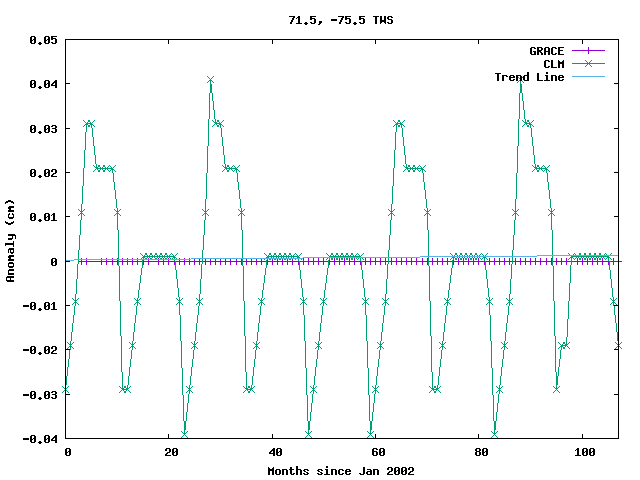 71.5, -75.5 TWS
GRACE
CLM
Trend Line
0.05
0.04
0.03
0.02
0.01
0
-0.01
-0.02
-0.03
-0.04
Anomaly (cm)
0 20 40 60 80 100
Months since Jan 2002